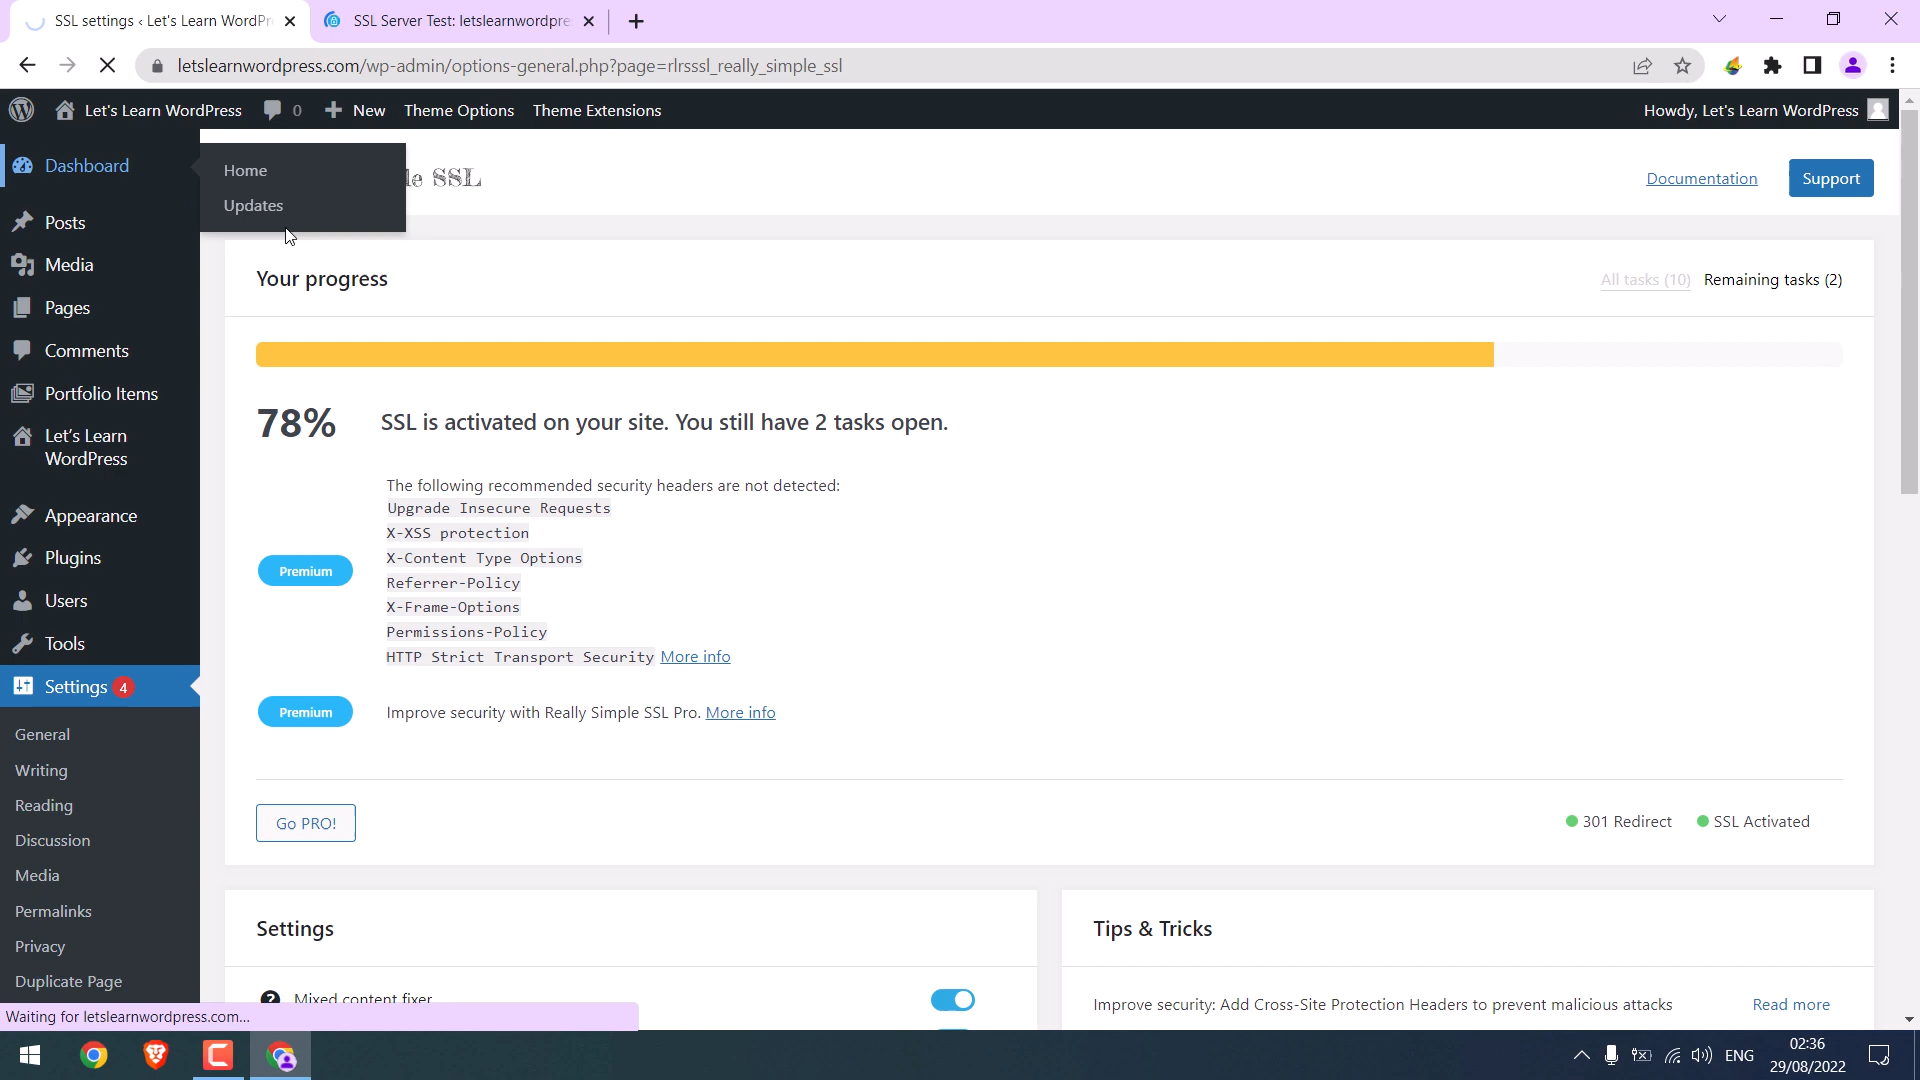 SSL settings ‹ Let's Learn WordPr
SSL Server Test: letslearnwordpre
letslearnwordpress.com/wp-admin/options-general.php?page=rlrsssl_really_simple_ssl
Let's Learn WordPress
0
New
Theme Options
Theme Extensions
Howdy, Let's Learn WordPress
Dashboard
Home
Updates
Posts
Media
Pages
Comments
Portfolio Items
Let's Learn
WordPress
Appearance
Plugins
Users
Tools
Settings 4
General
Writing
Reading
Discussion
Media
Permalinks
Privacy
Duplicate Page
le SSL
Documentation
Support
Your progress
All tasks (10)
Remaining tasks (2)
78%
SSL is activated on your site. You still have 2 tasks open.
The following recommended security headers are not detected:
Upgrade Insecure Requests
X-XSS protection
X-Content Type Options
Referrer-Policy
X-Frame-Options
Permissions-Policy
HTTP Strict Transport Security More info
Premium
Premium
Improve security with Really Simple SSL Pro. More info
Go PRO!
301 Redirect
SSL Activated
Settings
Mixed content fixer
Tips & Tricks
Improve security: Add Cross-Site Protection Headers to prevent malicious attacks
Read more
Waiting for letslearnwordpress.com...
ENG
02:36
29/08/2022